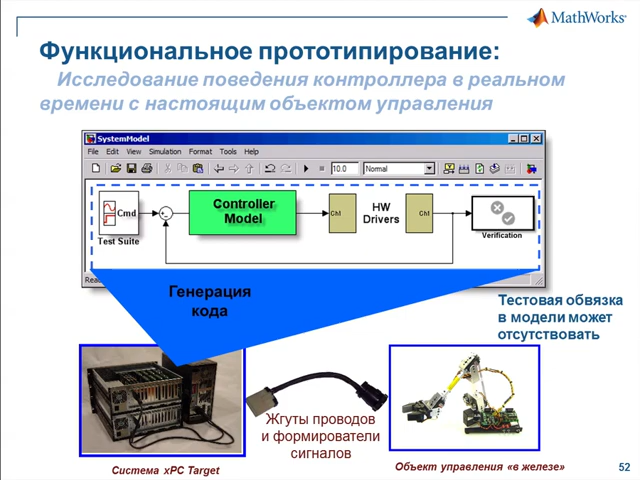 MathWorks®
Функциональное прототипирование:
Исследование поведения контроллера в реальном
времени с настоящим объектом управления
SystemModel
File Edit View Simulation Format Tools Help
10.0 Normal
Cmd
Test Suite
Controller
Model
Ch1
HW
Drivers
Ch1
Verification
Генерация
кода
Тестовая обвязка
в модели может
отсутствовать
Жгуты проводов
и формирователи
сигналов
Система xPC Target
Объект управления «в железе»
52